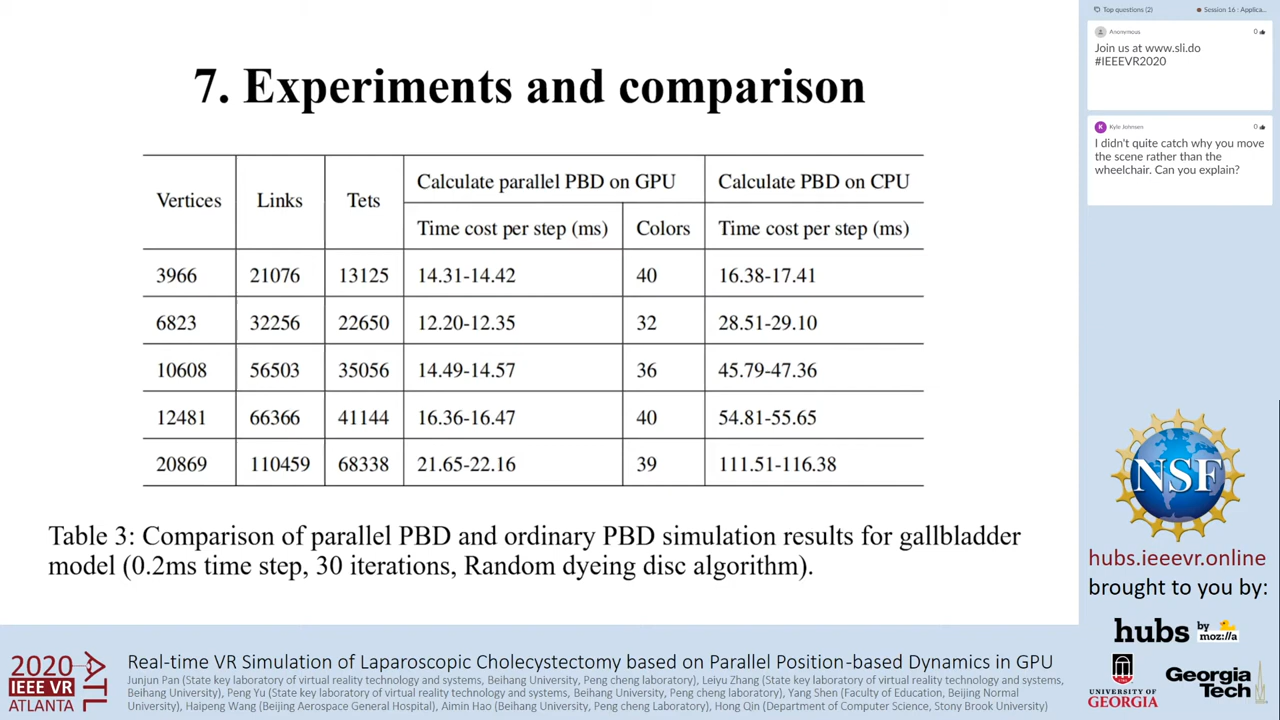 7. Experiments and comparison
Vertices Links Tets Calculate parallel PBD on GPU Calculate PBD on CPU
Time cost per step (ms) Colors Time cost per step (ms)
3966 21076 13125 14.31-14.42 40 16.38-17.41
6823 32256 22650 12.20-12.35 32 28.51-29.10
10608 56503 35056 14.49-14.57 36 45.79-47.36
12481 66366 41144 16.36-16.47 40 54.81-55.65
20869 110459 68338 21.65-22.16 39 111.51-116.38
Table 3: Comparison of parallel PBD and ordinary PBD simulation results for gallbladder
model (0.2ms time step, 30 iterations, Random dyeing disc algorithm).
Top questions (2) Session 16 : Applica...
Anonymous 0
Join us at www.sli.do
#IEEEVR2020
K Kyle Johnsen 0
I didn't quite catch why you move
the scene rather than the
wheelchair. Can you explain?
NSF
hubs.ieeevr.online
brought to you by:
hubs by moz://a
UNIVERSITY OF
GEORGIA
Georgia
Tech
2020
IEEE VR
ATLANTA
ATL
Real-time VR Simulation of Laparoscopic Cholecystectomy based on Parallel Position-based Dynamics in GPU
Junjun Pan (State key laboratory of virtual reality technology and systems, Beihang University, Peng cheng laboratory), Leiyu Zhang (State key laboratory of virtual reality technology and systems,
Beihang University), Peng Yu (State key laboratory of virtual reality technology and systems, Beihang University, Peng cheng laboratory), Yang Shen (Faculty of Education, Beijing Normal
University), Haipeng Wang (Beijing Aerospace General Hospital), Aimin Hao (Beihang University, Peng cheng Laboratory), Hong Qin (Department of Computer Science, Stony Brook University)